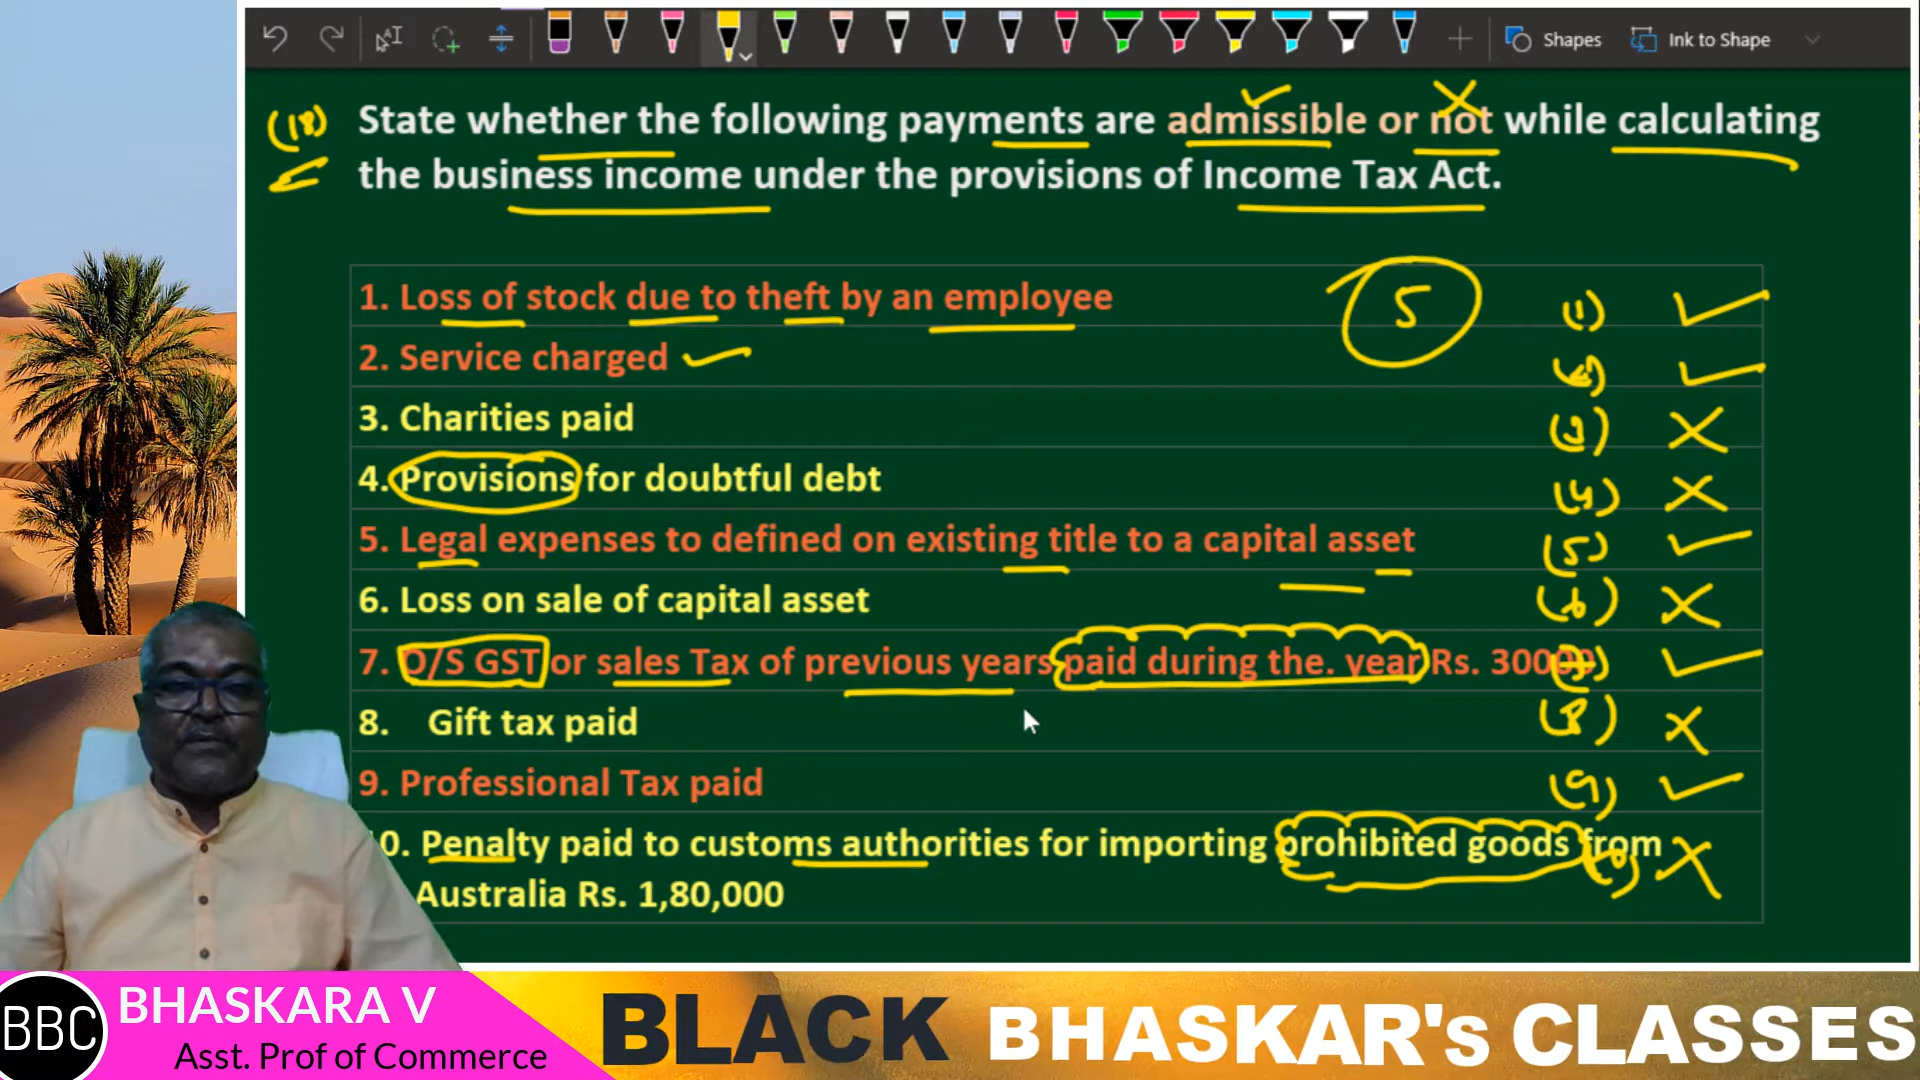 Shapes Ink to Shape
(18) State whether the following payments are admissible or not while calculating
the business income under the provisions of Income Tax Act.
1. Loss of stock due to theft by an employee 5 (1) ✓
2. Service charged ✓ (2) ✓
3. Charities paid (3) X
4. Provisions for doubtful debt (4) X
5. Legal expenses to defined on existing title to a capital asset (5) ✓
6. Loss on sale of capital asset (6) X
7. O/S GST or sales Tax of previous years paid during the. year Rs. 30000 (7) ✓
8. Gift tax paid (8) X
9. Professional Tax paid (9) ✓
10. Penalty paid to customs authorities for importing prohibited goods from (10) X
Australia Rs. 1,80,000
BBC
BHASKARA V
Asst. Prof of Commerce
BLACK BHASKAR's CLASSES